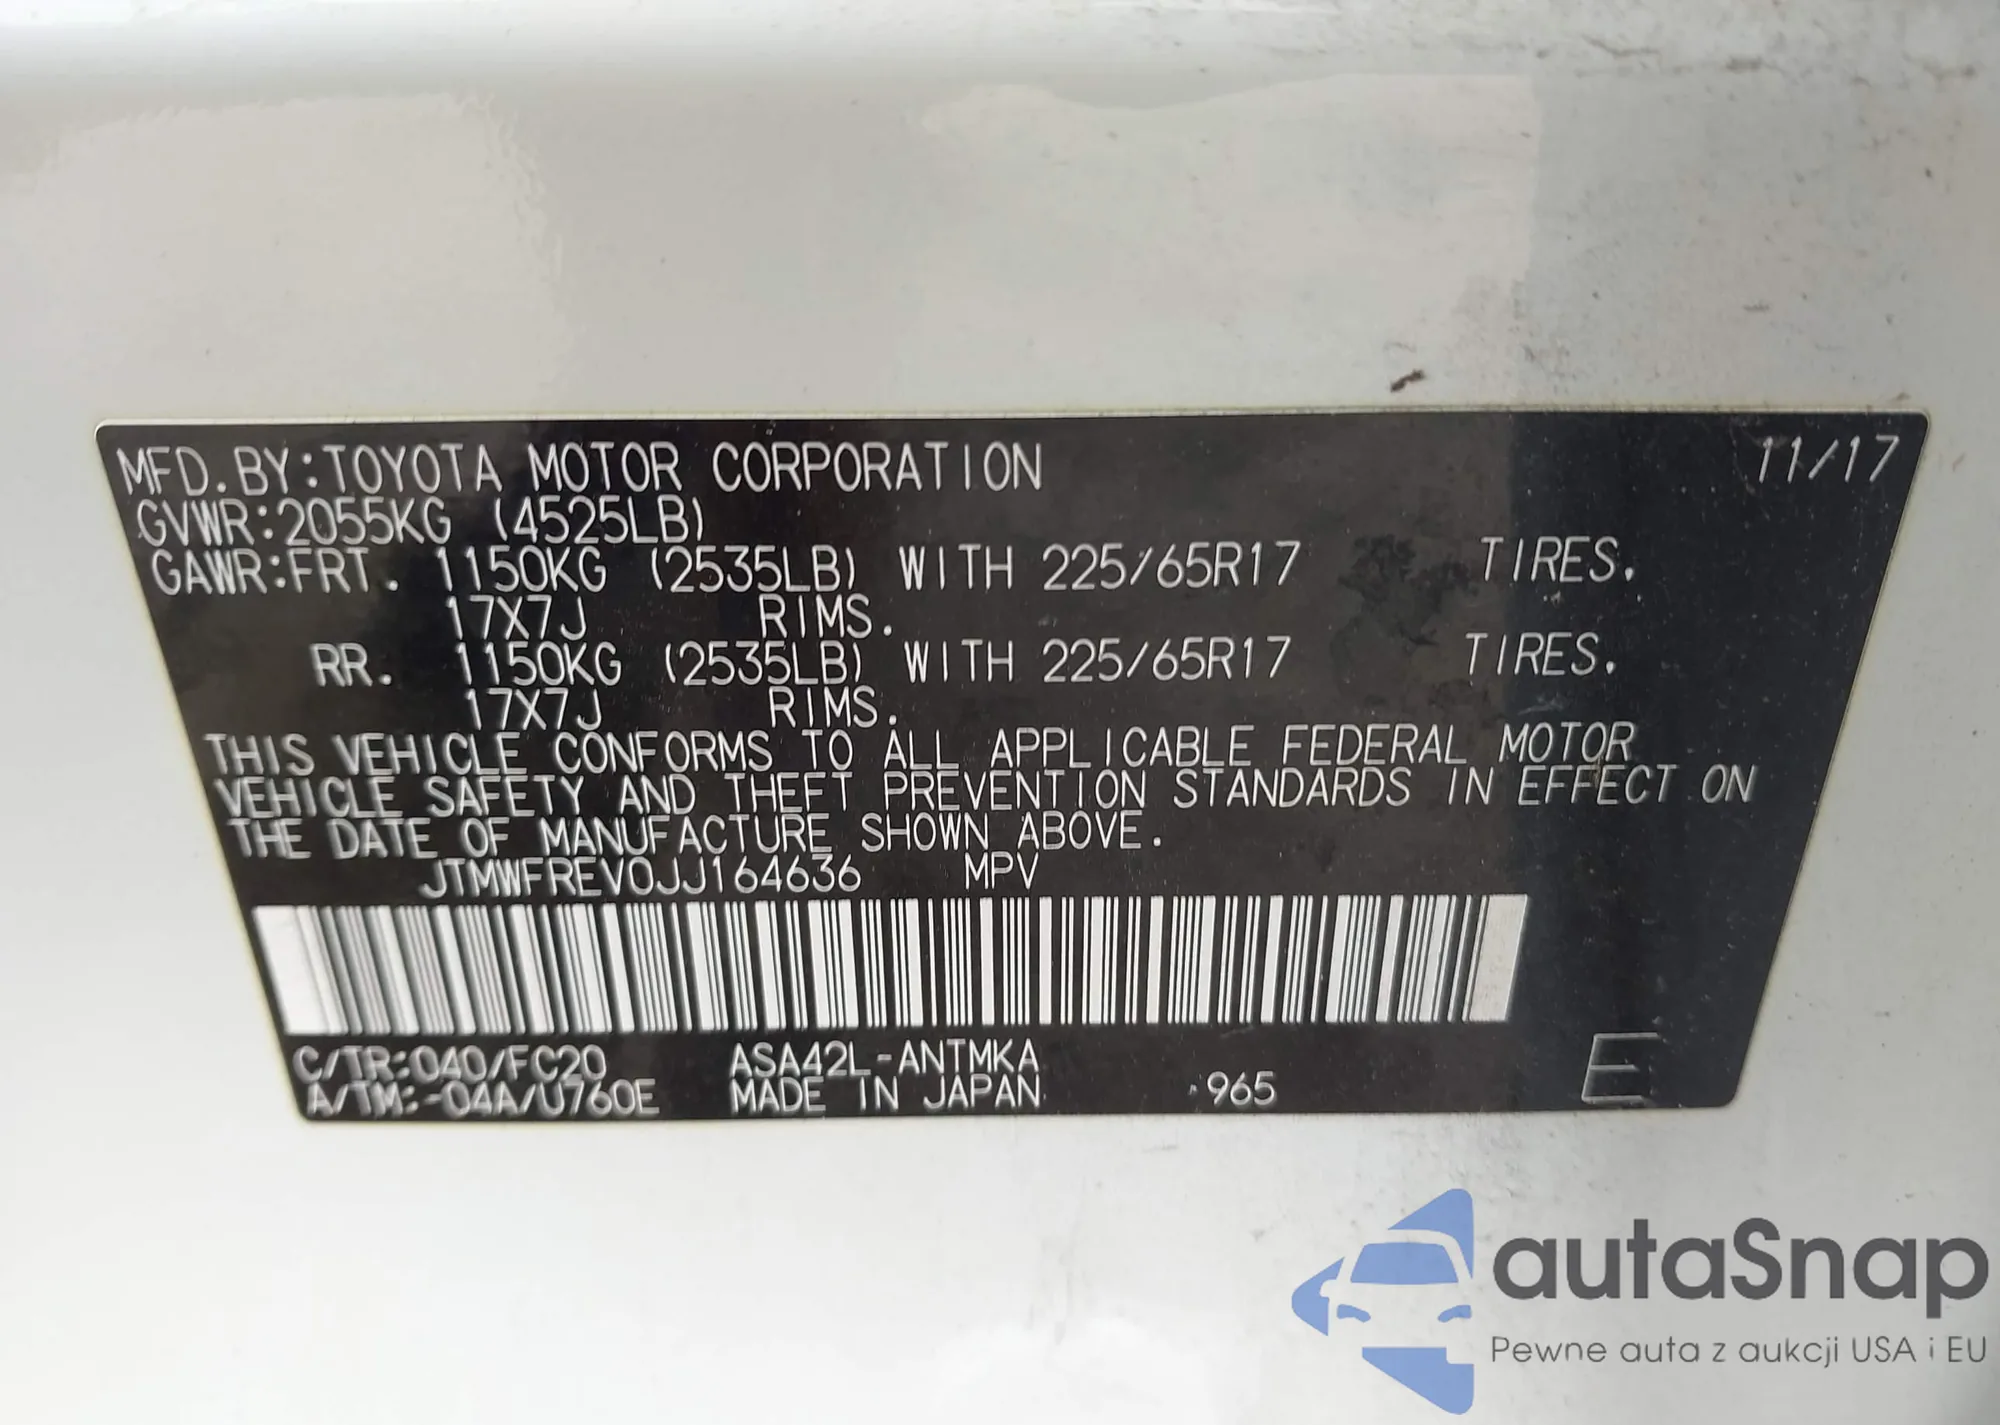 MFD.BY:TOYOTA MOTOR CORPORATION 11/17
GVWR:2055KG (4525LB)
GAWR:FRT. 1150KG (2535LB) WITH 225/65R17 TIRES.
17X7J RIMS.
RR. 1150KG (2535LB) WITH 225/65R17 TIRES.
17X7J RIMS.
THIS VEHICLE CONFORMS TO ALL APPLICABLE FEDERAL MOTOR
VEHICLE SAFETY AND THEFT PREVENTION STANDARDS IN EFFECT ON
THE DATE OF MANUFACTURE SHOWN ABOVE.
JTMWFREV0JJ164636 MPV
C/TR:040/FC20 ASA42L-ANTMKA
A/TM:-04A/U760E MADE IN JAPAN 965 E
autaSnap
Pewne auta z aukcji USA i EU